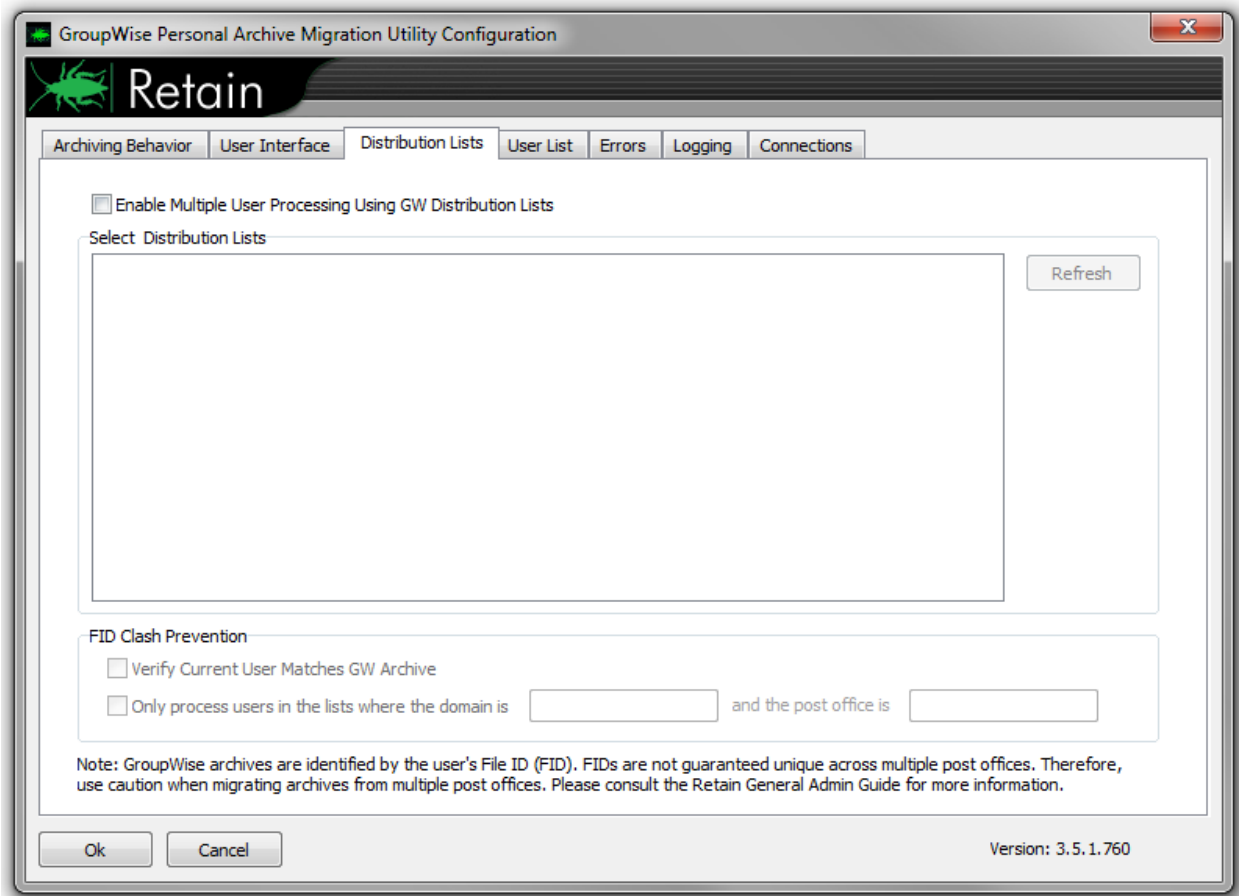 GroupWise Personal Archive Migration Utility Configuration
X
Retain
Archiving Behavior User Interface Distribution Lists User List Errors Logging Connections
Enable Multiple User Processing Using GW Distribution Lists
Select Distribution Lists
Refresh
FID Clash Prevention
Verify Current User Matches GW Archive
Only process users in the lists where the domain is and the post office is
Note: GroupWise archives are identified by the user's File ID (FID). FIDs are not guaranteed unique across multiple post offices. Therefore,
use caution when migrating archives from multiple post offices. Please consult the Retain General Admin Guide for more information.
Ok Cancel Version: 3.5.1.760